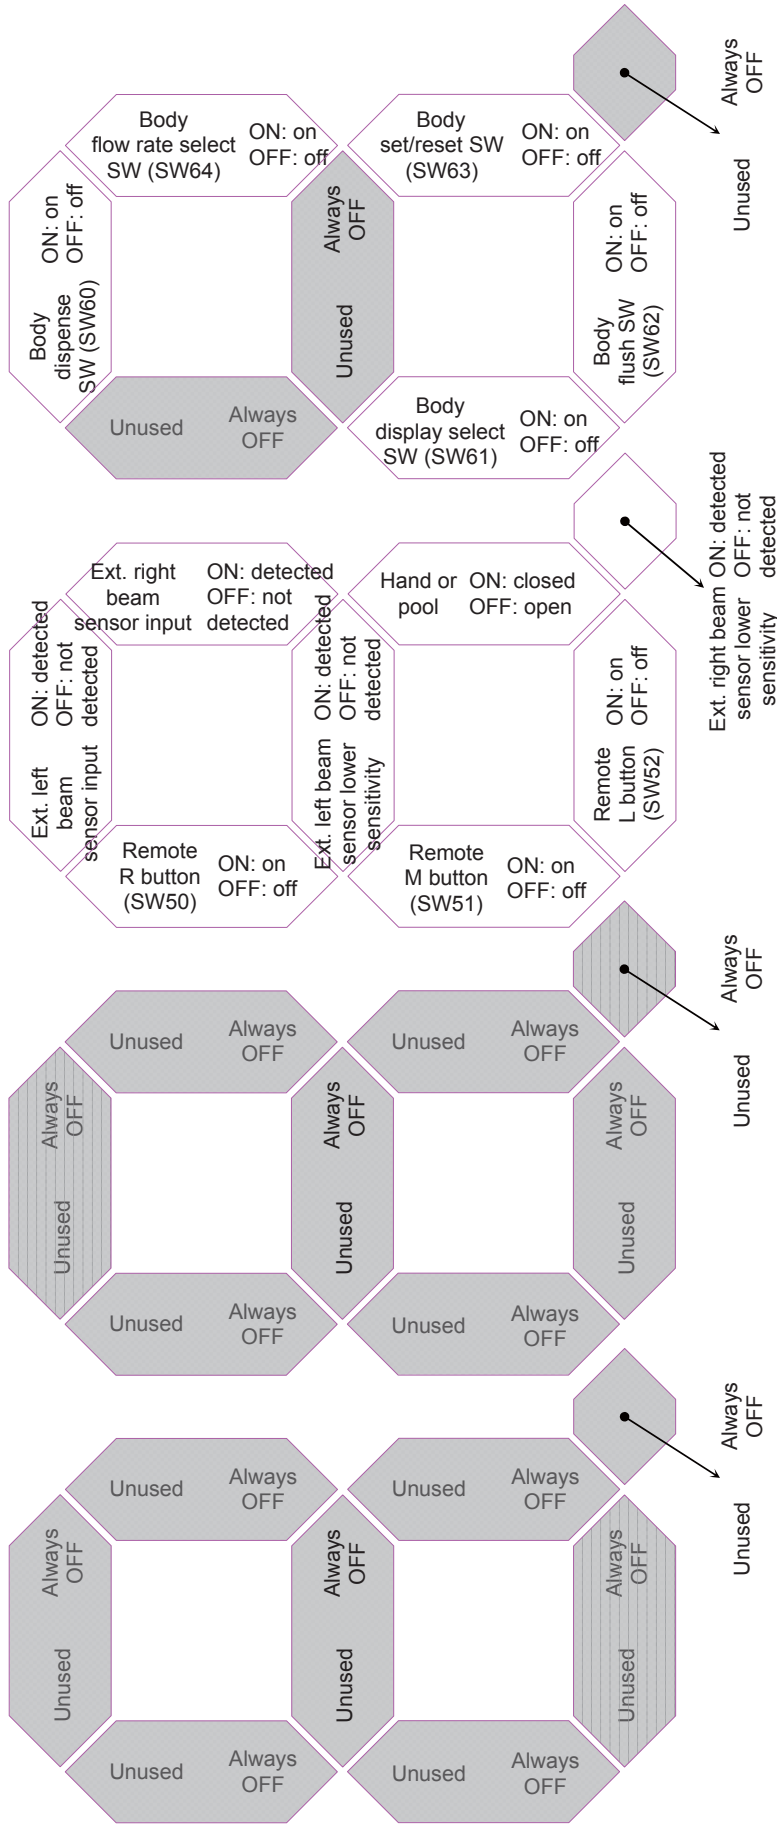 Always
OFF
Unused
Body
flow rate select
SW (SW64)
ON: on
OFF: off
Body
set/reset SW
(SW63)
ON: on
OFF: off
Body
dispense
SW (SW60)
ON: on
OFF: off
Unused
Always
OFF
Body
flush SW
(SW62)
ON: on
OFF: off
Unused
Always
OFF
Body
display select
SW (SW61)
ON: on
OFF: off
Ext. right
beam
sensor input
ON: detected
OFF: not
detected
Hand or
pool
ON: closed
OFF: open
Ext. left
beam
sensor input
ON: detected
OFF: not
detected
Ext. left beam
sensor lower
sensitivity
ON: detected
OFF: not
detected
Remote
L button
(SW52)
ON: on
OFF: off
Ext. right beam
sensor lower
sensitivity
ON: detected
OFF: not
detected
Remote
R button
(SW50)
ON: on
OFF: off
Remote
M button
(SW51)
ON: on
OFF: off
Unused
Always
OFF
Unused
Always
OFF
Unused
Always
OFF
Unused
Always
OFF
Unused
Always
OFF
Unused
Always
OFF
Unused
Always
OFF
Unused
Always
OFF
Unused
Always
OFF
Unused
Always
OFF
Unused
Always
OFF
Unused
Always
OFF
Unused
Always
OFF
Unused
Always
OFF
Unused
Always
OFF
Unused
Always
OFF